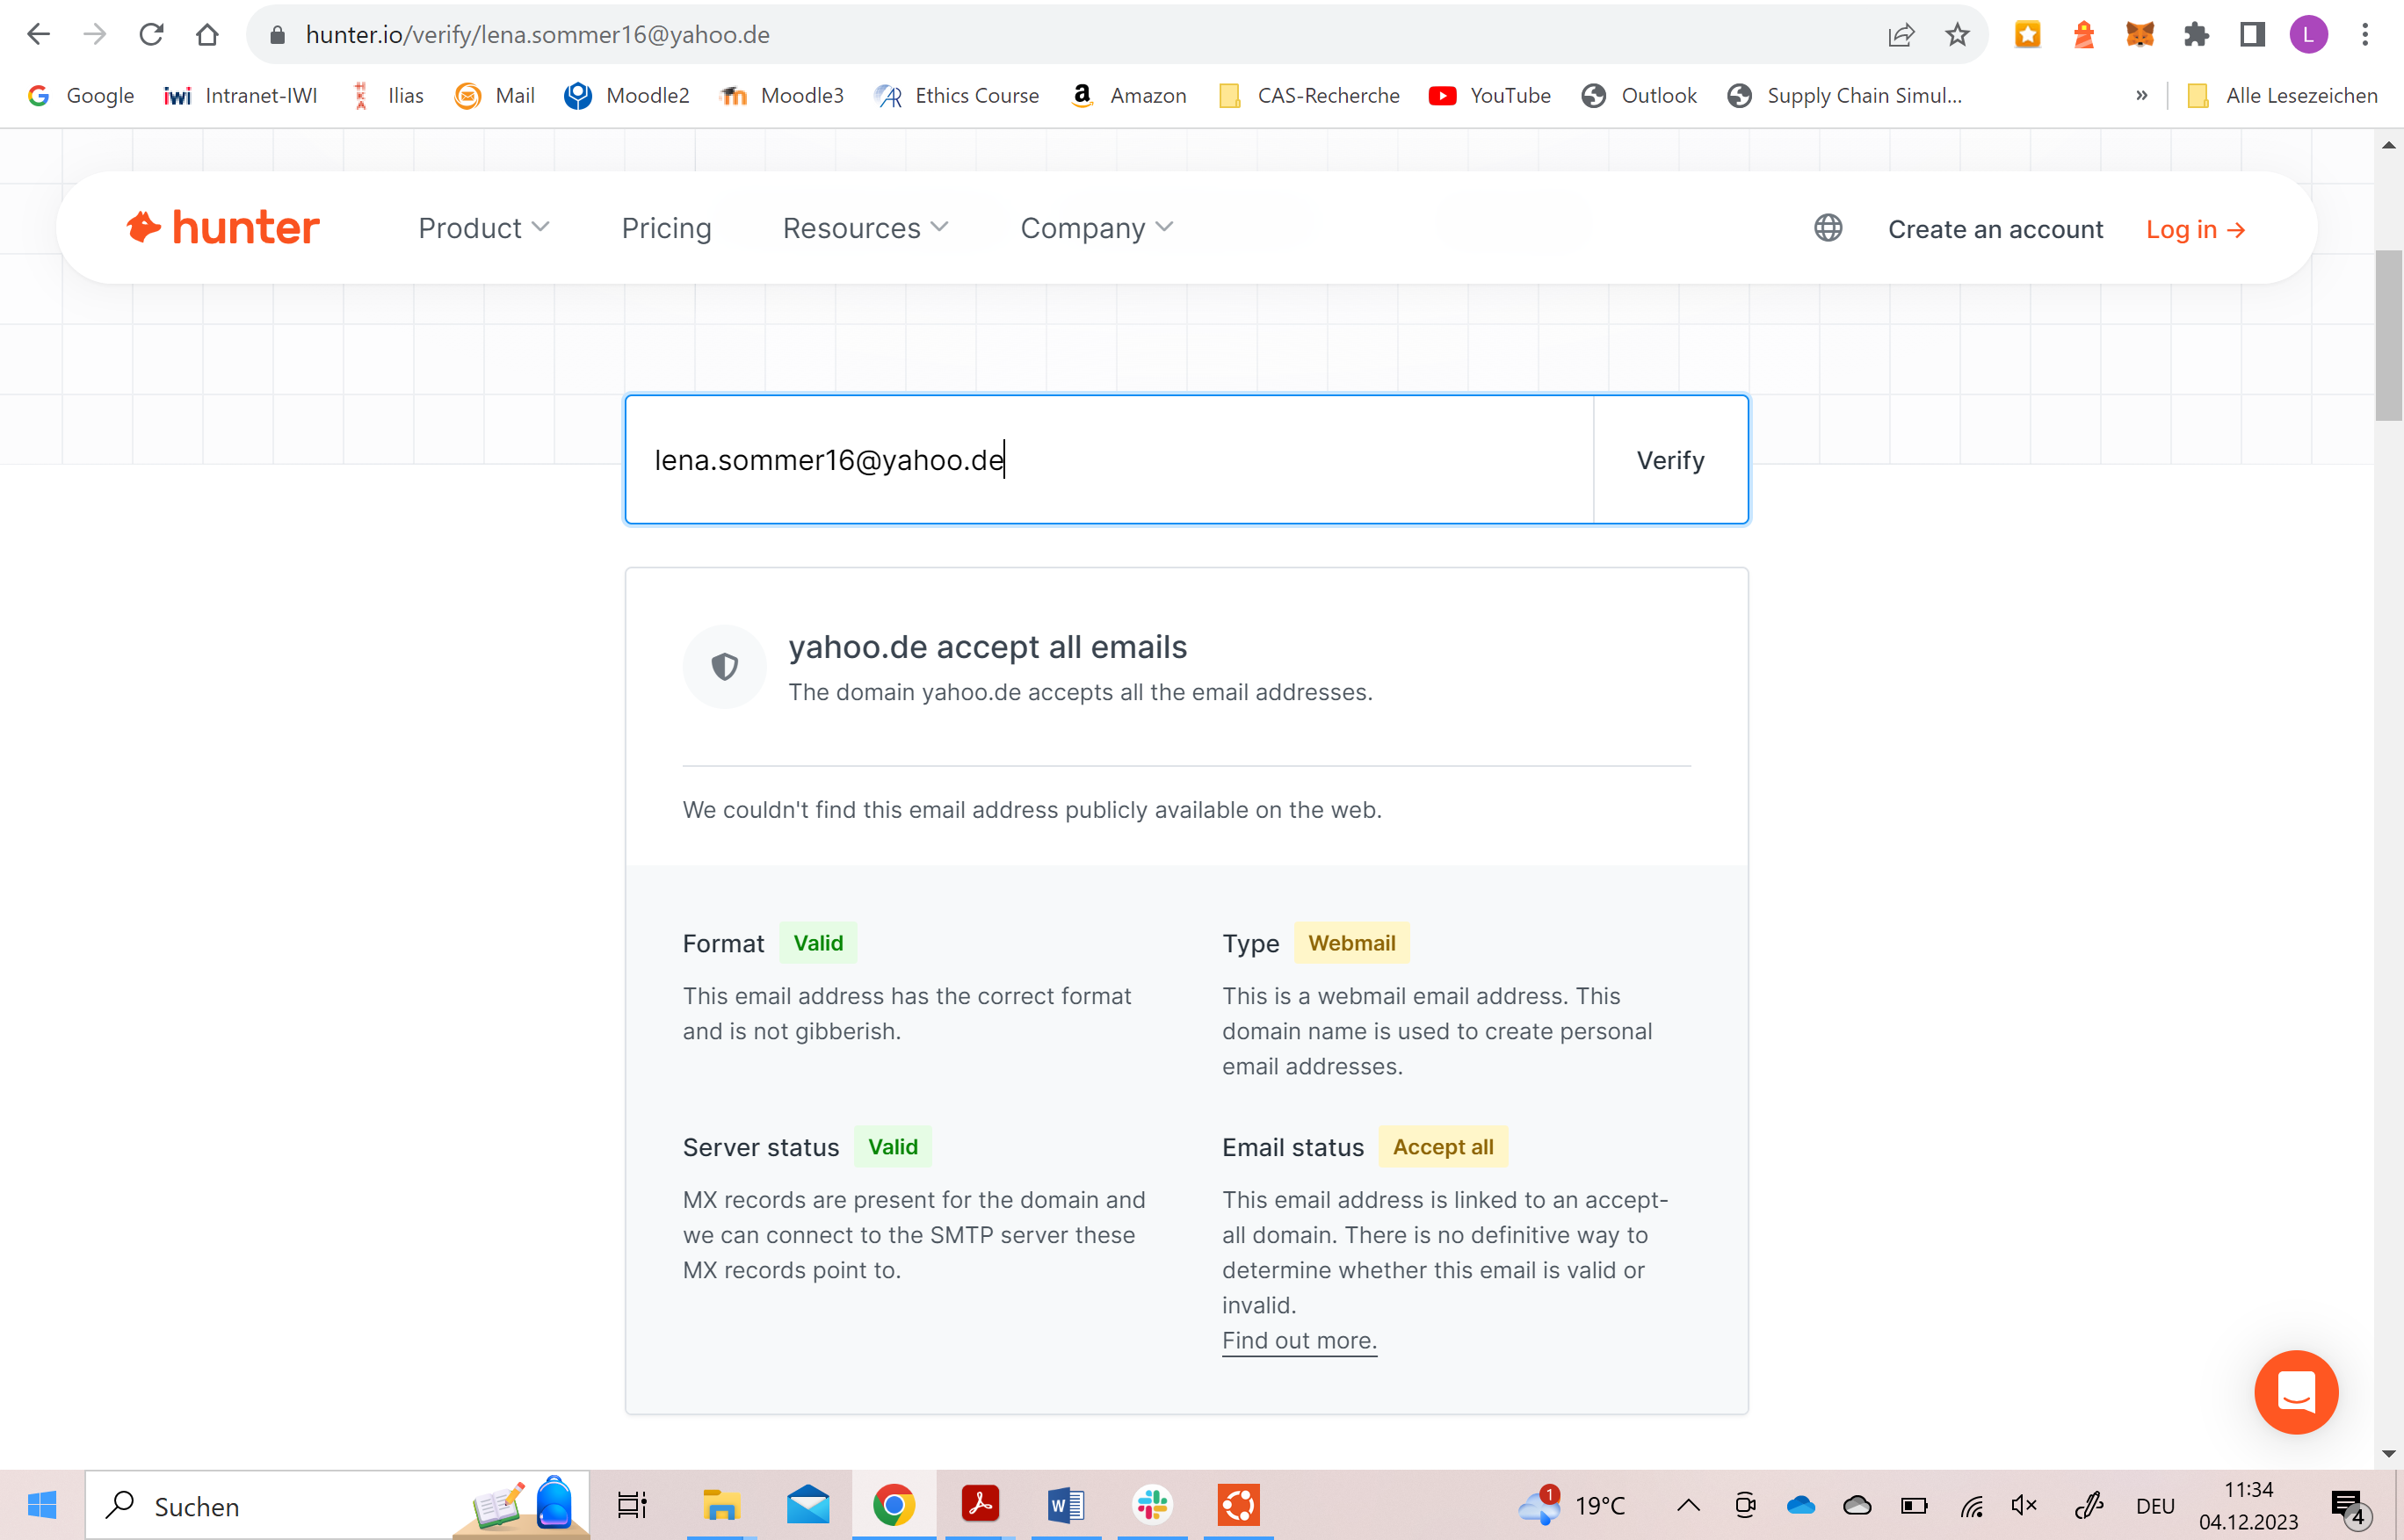 hunter.io/verify/lena.sommer16@yahoo.de
L
Google
iwi Intranet-IWI
HKA Ilias
Mail
Moodle2
Moodle3
Ethics Course
Amazon
CAS-Recherche
YouTube
Outlook
Supply Chain Simul...
»
Alle Lesezeichen
hunter
Product
Pricing
Resources
Company
Create an account
Log in →
lena.sommer16@yahoo.de
Verify
yahoo.de accept all emails
The domain yahoo.de accepts all the email addresses.
We couldn't find this email address publicly available on the web.
Format Valid
This email address has the correct format
and is not gibberish.
Type Webmail
This is a webmail email address. This
domain name is used to create personal
email addresses.
Server status Valid
MX records are present for the domain and
we can connect to the SMTP server these
MX records point to.
Email status Accept all
This email address is linked to an accept-
all domain. There is no definitive way to
determine whether this email is valid or
invalid.
Find out more.
Suchen
1
19°C
DEU
11:34
04.12.2023
4